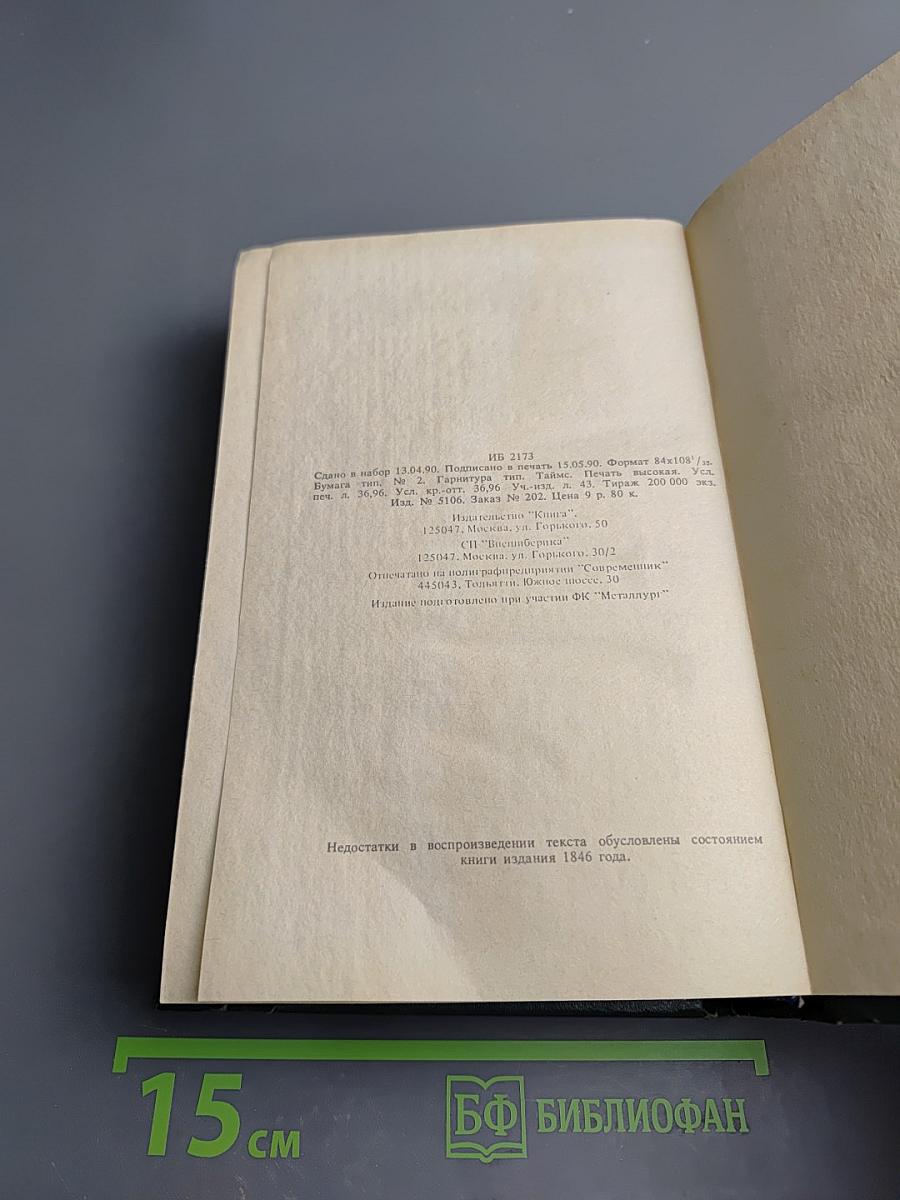 ИБ 2173
Сдано в набор 13.04.90. Подписано в печать 15.05.90. Формат 84х108¹/₃₂.
Бумага тип. № 2. Гарнитура тип. Таймс. Печать высокая. Усл.
печ. л. 36,96. Усл. кр.-отт. 36,96 Уч.-изд. л. 43. Тираж 200 000 экз.
Изд. № 5106. Заказ № 202. Цена 9 р. 80 к.
Издательство "Книга".
125047, Москва, ул. Горького, 50
СП "Внешиберика"
125047, Москва, ул. Горького, 30/2
Отпечатано на полиграфпредприятии "Современник"
445043, Тольятти, Южное шоссе, 30
Издание подготовлено при участии ФК "Металлург"
Недостатки в воспроизведении текста обусловлены состоянием
книги издания 1846 года.
15 см
БФ БИБЛИОФАН